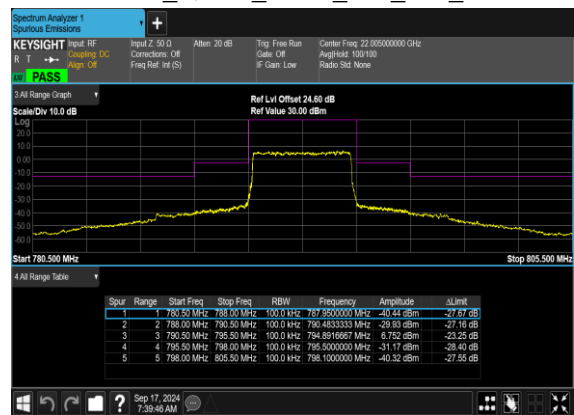 Spectrum Analyzer 1
Spurious Emissions
KEYSIGHT Input: RF Input Z: 50 Ω Atten: 20 dB Trig: Free Run Center Freq: 22.005000000 GHz
R T Coupling: DC Corrections: Off Gate: Off Avg|Hold: 100/100
Align: Off Freq Ref: Int (S) IF Gain: Low Radio Std: None
PASS
3 All Range Graph
Ref Lvl Offset 24.60 dB
Scale/Div 10.0 dB Ref Value 30.00 dBm
Log
20.0
10.0
0.00
-10.0
-20.0
-30.0
-40.0
-50.0
-60.0
Start 780.500 MHz Stop 805.500 MHz
4 All Range Table
Spur Range Start Freq Stop Freq RBW Frequency Amplitude ΔLimit
1 1 780.50 MHz 788.00 MHz 100.0 kHz 787.9500000 MHz -40.44 dBm -27.67 dB
2 2 788.00 MHz 790.50 MHz 100.0 kHz 790.4833333 MHz -29.93 dBm -27.16 dB
3 3 790.50 MHz 795.50 MHz 100.0 kHz 794.8916667 MHz 6.752 dBm -23.25 dB
4 4 795.50 MHz 798.00 MHz 100.0 kHz 795.5000000 MHz -31.17 dBm -28.40 dB
5 5 798.00 MHz 805.50 MHz 100.0 kHz 798.1000000 MHz -40.32 dBm -27.55 dB
Sep 17, 2024
7:39:46 AM